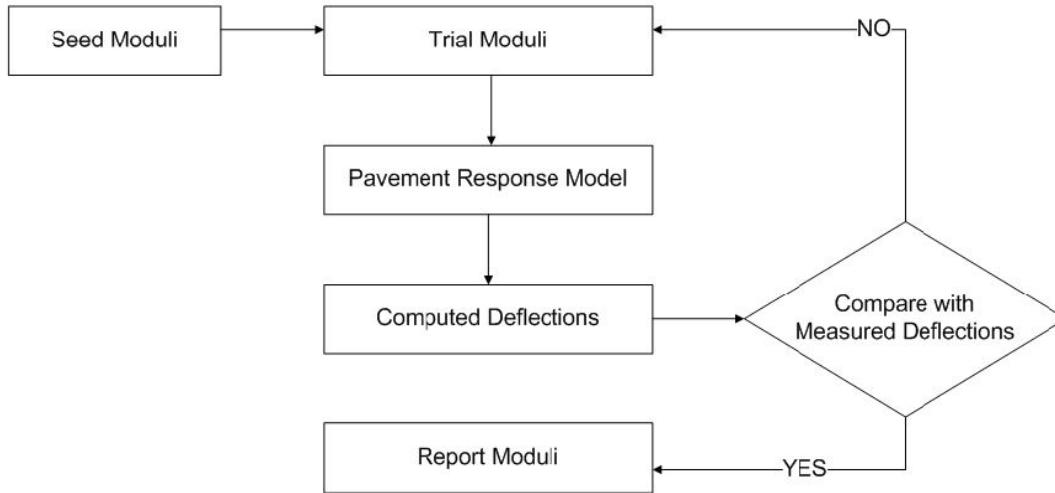 Seed Moduli
Trial Moduli
NO
Pavement Response Model
Computed Deflections
Compare with
Measured Deflections
Report Moduli
YES